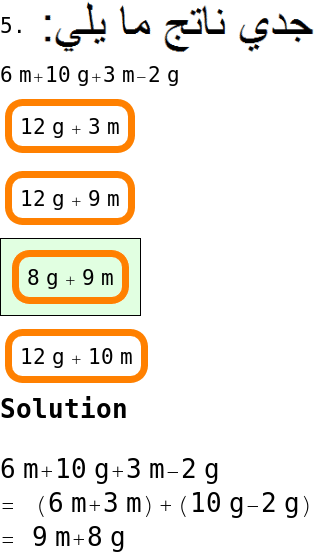 5. جدي ناتج ما يلي:
6 m+10 g+3 m−2 g
12 g + 3 m
12 g + 9 m
8 g + 9 m
12 g + 10 m
Solution
6 m+10 g+3 m−2 g
= (6 m+3 m)+(10 g−2 g)
= 9 m+8 g